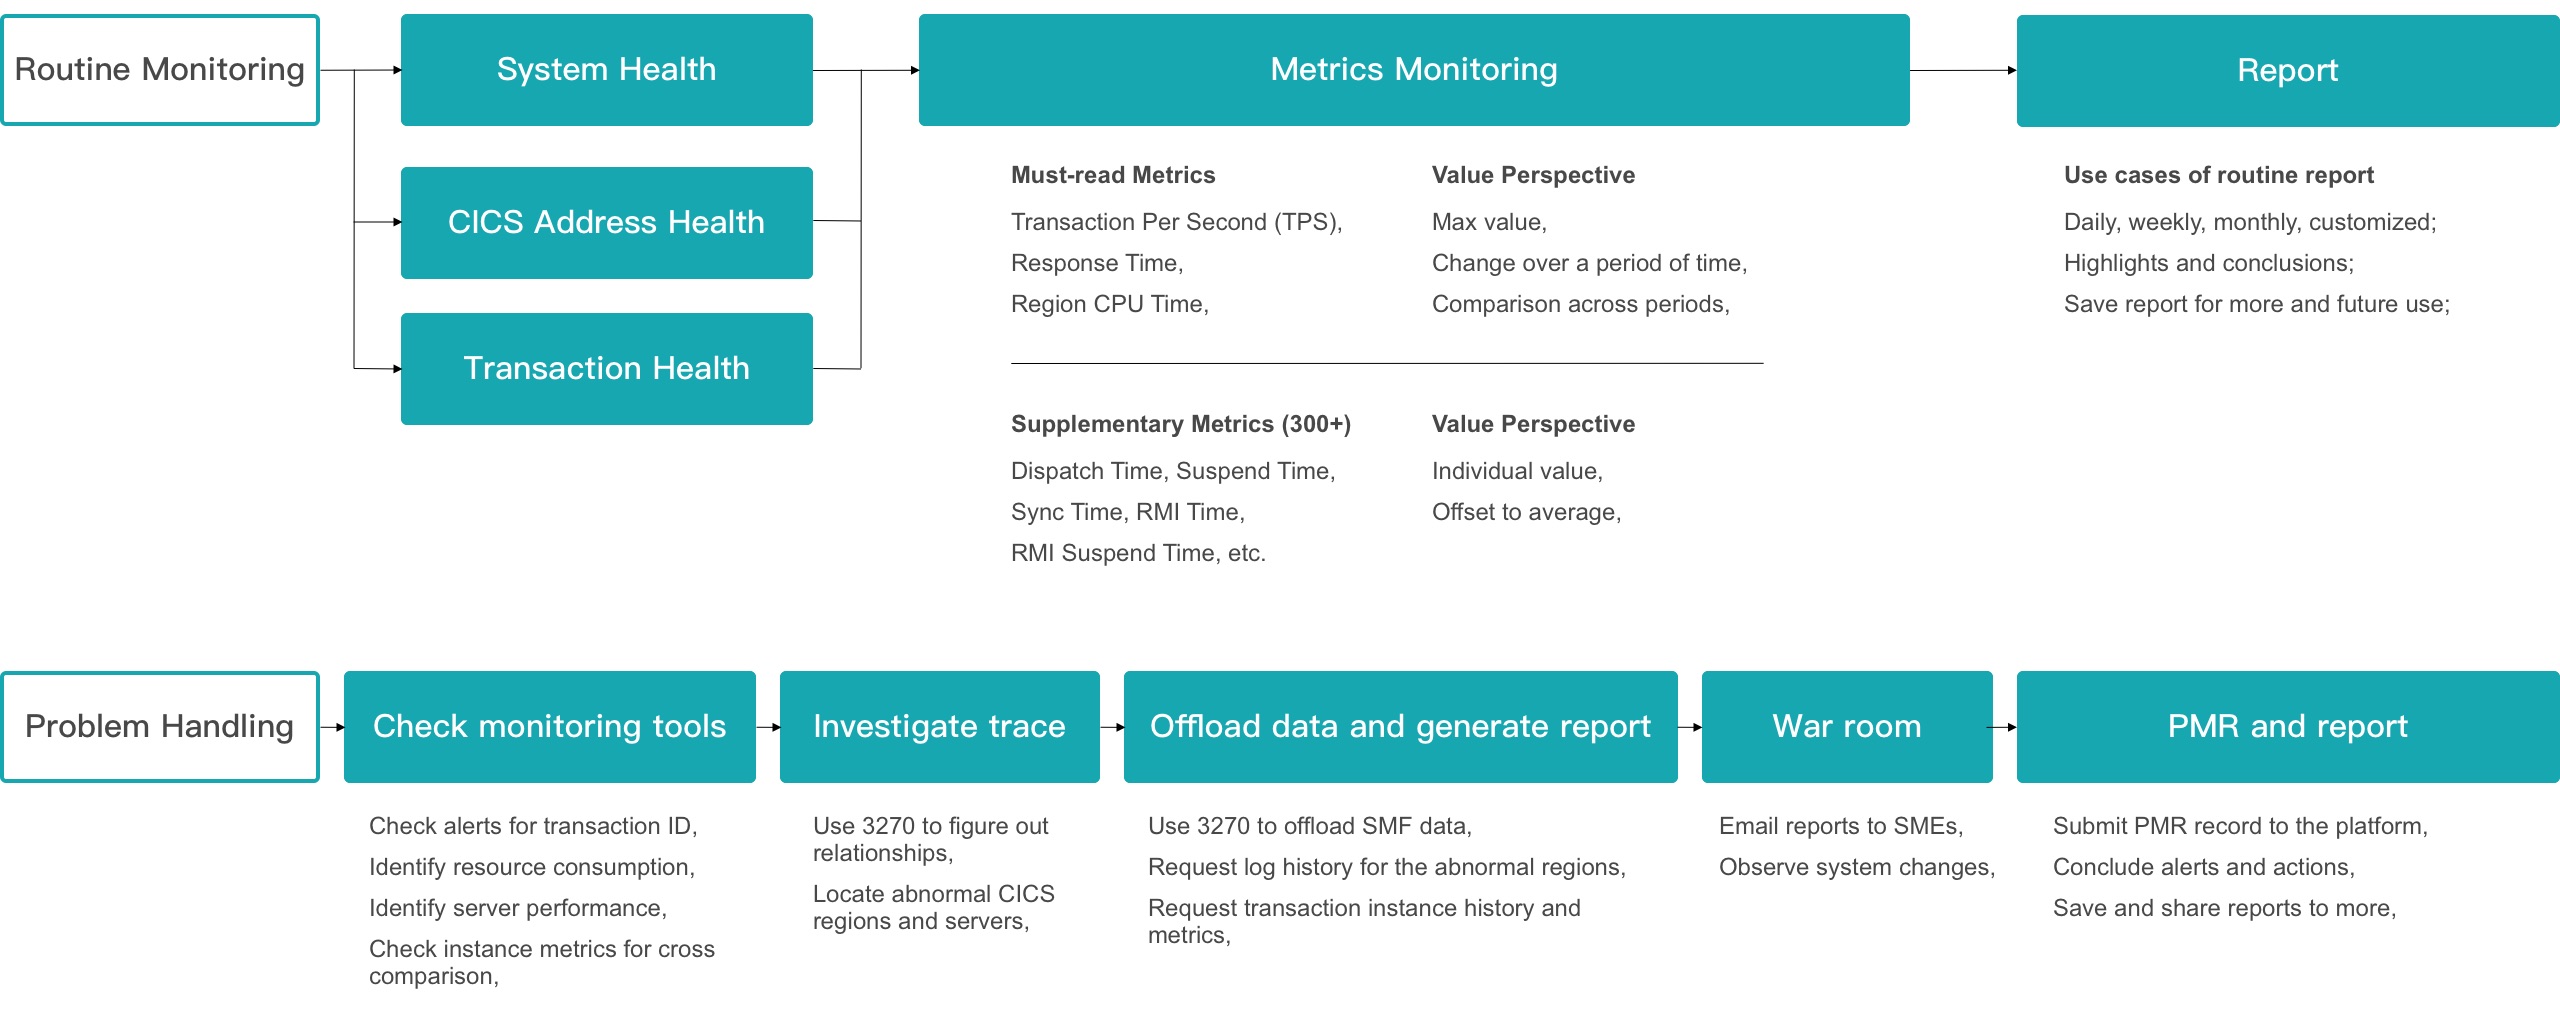 Routine Monitoring
System Health
Metrics Monitoring
Report
CICS Address Health
Transaction Health
Must-read Metrics
Transaction Per Second (TPS),
Response Time,
Region CPU Time,
Value Perspective
Max value,
Change over a period of time,
Comparison across periods,
Use cases of routine report
Daily, weekly, monthly, customized;
Highlights and conclusions;
Save report for more and future use;
Supplementary Metrics (300+)
Dispatch Time, Suspend Time,
Sync Time, RMI Time,
RMI Suspend Time, etc.
Value Perspective
Individual value,
Offset to average,
Problem Handling
Check monitoring tools
Investigate trace
Offload data and generate report
War room
PMR and report
Check alerts for transaction ID,
Identify resource consumption,
Identify server performance,
Check instance metrics for cross
comparison,
Use 3270 to figure out
relationships,
Locate abnormal CICS
regions and servers,
Use 3270 to offload SMF data,
Request log history for the abnormal regions,
Request transaction instance history and
metrics,
Email reports to SMEs,
Observe system changes,
Submit PMR record to the platform,
Conclude alerts and actions,
Save and share reports to more,